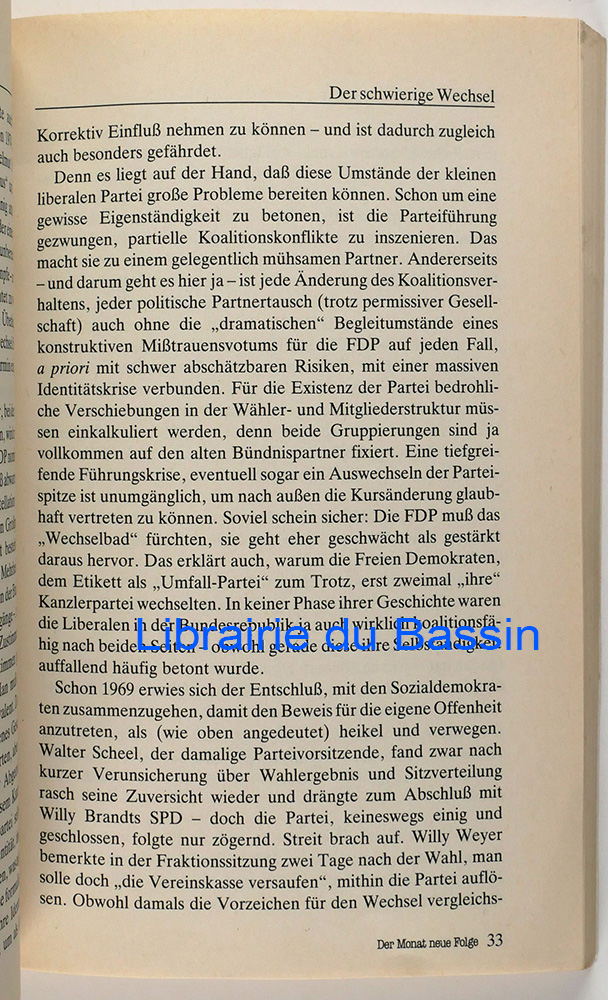 Der schwierige Wechsel
Korrektiv Einfluß nehmen zu können – und ist dadurch zugleich
auch besonders gefährdet.
Denn es liegt auf der Hand, daß diese Umstände der kleinen
liberalen Partei große Probleme bereiten können. Schon um eine
gewisse Eigenständigkeit zu betonen, ist die Parteiführung
gezwungen, partielle Koalitionskonflikte zu inszenieren. Das
macht sie zu einem gelegentlich mühsamen Partner. Andererseits
– und darum geht es hier ja – ist jede Änderung des Koalitionsver-
haltens, jeder politische Partnertausch (trotz permissiver Gesell-
schaft) auch ohne die „dramatischen“ Begleitumstände eines
konstruktiven Mißtrauensvotums für die FDP auf jeden Fall,
a priori mit schwer abschätzbaren Risiken, mit einer massiven
Identitätskrise verbunden. Für die Existenz der Partei bedrohli-
che Verschiebungen in der Wähler- und Mitgliederstruktur müs-
sen einkalkuliert werden, denn beide Gruppierungen sind ja
vollkommen auf den alten Bündnispartner fixiert. Eine tiefgrei-
fende Führungskrise, eventuell sogar ein Auswechseln der Partei-
spitze ist unumgänglich, um nach außen die Kursänderung glaub-
haft vertreten zu können. Soviel schein sicher: Die FDP muß das
„Wechselbad“ fürchten, sie geht eher geschwächt als gestärkt
daraus hervor. Das erklärt auch, warum die Freien Demokraten,
dem Etikett als „Umfall-Partei“ zum Trotz, erst zweimal „ihre“
Kanzlerpartei wechselten. In keiner Phase ihrer Geschichte waren
die Liberalen in der Bundesrepublik ja auch wirklich koalitionsfä-
hig nach beiden Seiten – obwohl gerade diese ihre Selbständigkeit
auffallend häufig betont wurde.
Librairie du Bassin
Schon 1969 erwies sich der Entschluß, mit den Sozialdemokra-
ten zusammenzugehen, damit den Beweis für die eigene Offenheit
anzutreten, als (wie oben angedeutet) heikel und verwegen.
Walter Scheel, der damalige Parteivorsitzende, fand zwar nach
kurzer Verunsicherung über Wahlergebnis und Sitzverteilung
rasch seine Zuversicht wieder und drängte zum Abschluß mit
Willy Brandts SPD – doch die Partei, keineswegs einig und
geschlossen, folgte nur zögernd. Streit brach auf. Willy Weyer
bemerkte in der Fraktionssitzung zwei Tage nach der Wahl, man
solle doch „die Vereinskasse versaufen“, mithin die Partei auflö-
sen. Obwohl damals die Vorzeichen für den Wechsel vergleichs-
Der Monat neue Folge 33